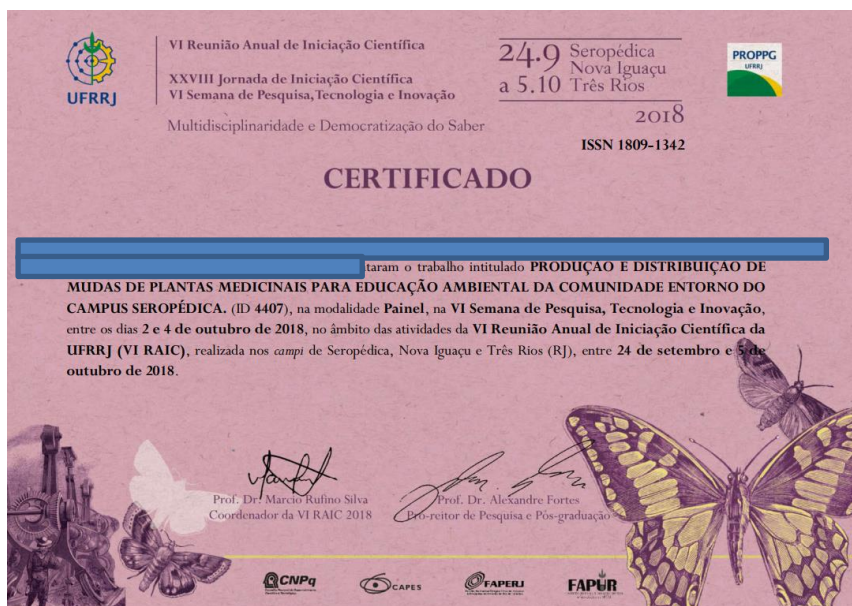 UFRRJ
VI Reunião Anual de Iniciação Científica
XXVIII Jornada de Iniciação Científica
VI Semana de Pesquisa, Tecnologia e Inovação
Multidisciplinaridade e Democratização do Saber
24.9
a 5.10
Seropédica
Nova Iguaçu
Três Rios
2018
PROPPG
UFRRJ
ISSN 1809-1342
CERTIFICADO
taram o trabalho intitulado PRODUÇÃO E DISTRIBUIÇÃO DE
MUDAS DE PLANTAS MEDICINAIS PARA EDUCAÇÃO AMBIENTAL DA COMUNIDADE ENTORNO DO
CAMPUS SEROPÉDICA. (ID 4407), na modalidade Painel, na VI Semana de Pesquisa, Tecnologia e Inovação,
entre os dias 2 e 4 de outubro de 2018, no âmbito das atividades da VI Reunião Anual de Iniciação Científica da
UFRRJ (VI RAIC), realizada nos campi de Seropédica, Nova Iguaçu e Três Rios (RJ), entre 24 de setembro e 5 de
outubro de 2018.
Prof. Dr. Marcio Rufino Silva
Coordenador da VI RAIC 2018
Prof. Dr. Alexandre Fortes
Pro-reitor de Pesquisa e Pós-graduação
CNPq
CAPES
FAPERJ
FAPUR